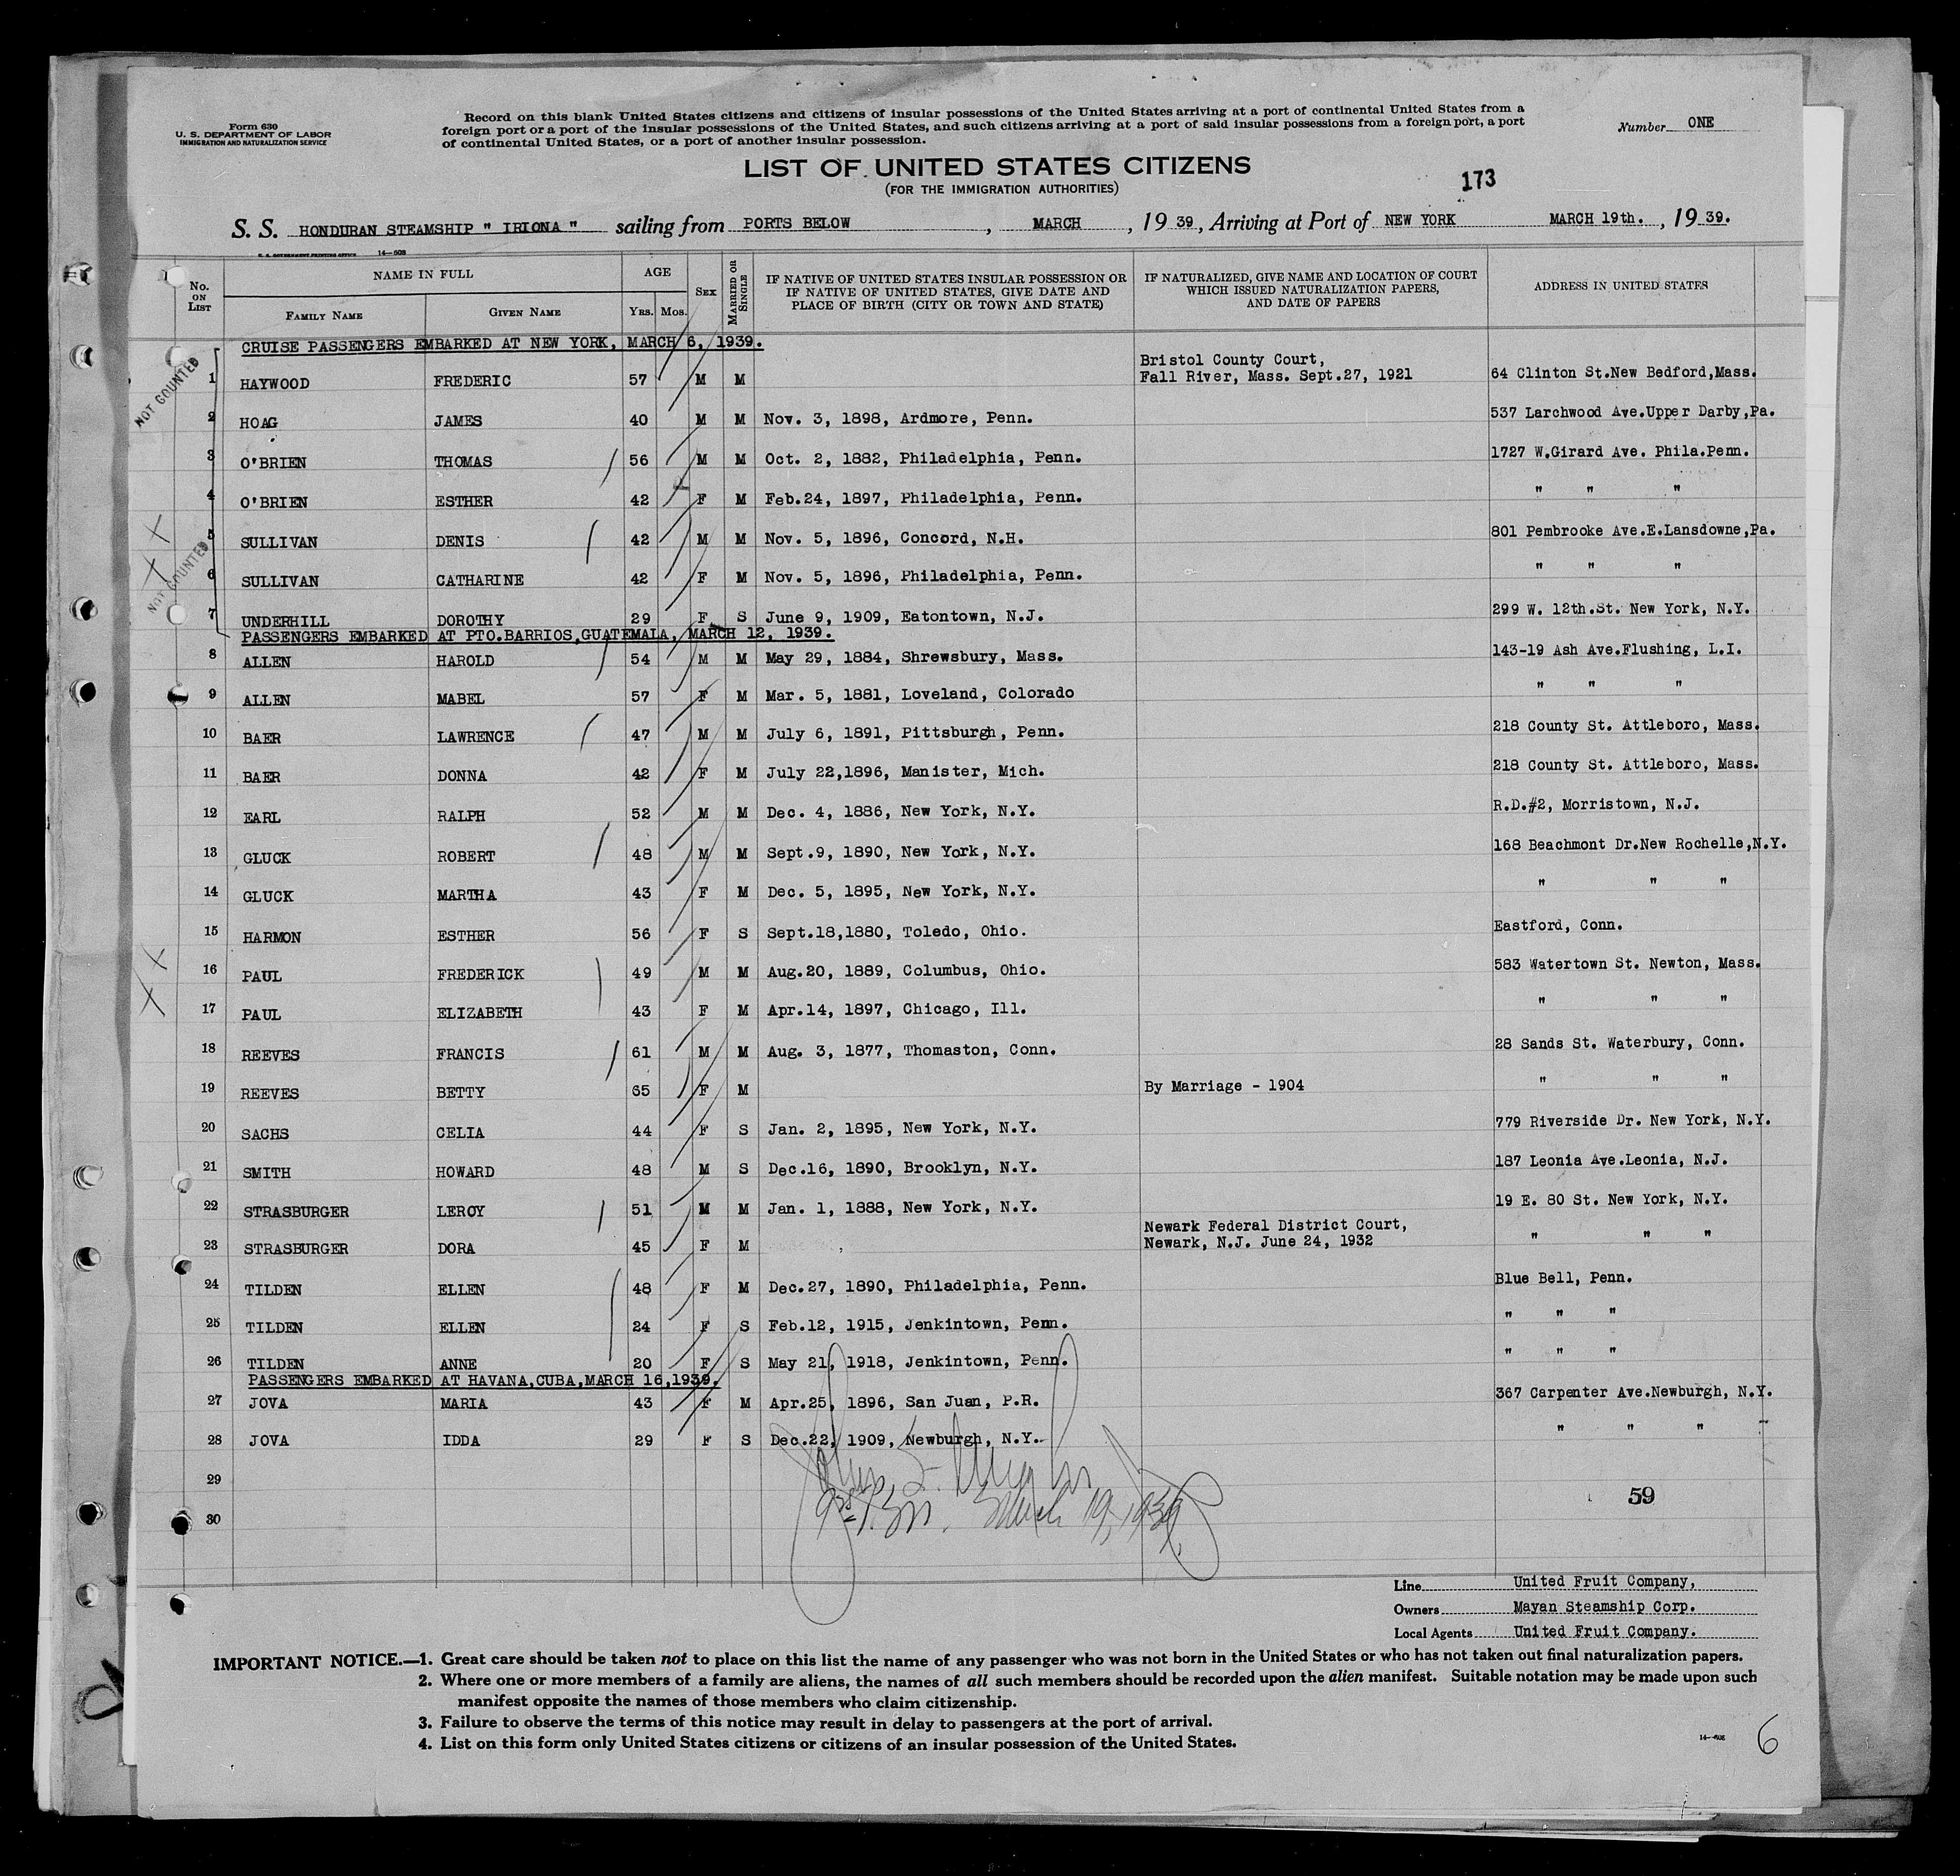 Form 630
U. S. DEPARTMENT OF LABOR
IMMIGRATION AND NATURALIZATION SERVICE
Record on this blank United States citizens and citizens of insular possessions of the United States arriving at a port of continental United States from a
foreign port or a port of the insular possessions of the United States, and such citizens arriving at a port of said insular possessions from a foreign port, a port
of continental United States, or a port of another insular possession.
Number ONE
LIST OF UNITED STATES CITIZENS
(FOR THE IMMIGRATION AUTHORITIES)
173
S. S. HONDURAN STEAMSHIP " IRIONA " sailing from PORTS BELOW , MARCH , 19 39, Arriving at Port of NEW YORK MARCH 19th. , 19 39.
U. S. GOVERNMENT PRINTING OFFICE 14—508
No. ON LIST NAME IN FULL FAMILY NAME GIVEN NAME AGE YRS. MOS. SEX MARRIED OR SINGLE IF NATIVE OF UNITED STATES INSULAR POSSESSION OR IF NATIVE OF UNITED STATES, GIVE DATE AND PLACE OF BIRTH (CITY OR TOWN AND STATE) IF NATURALIZED, GIVE NAME AND LOCATION OF COURT WHICH ISSUED NATURALIZATION PAPERS, AND DATE OF PAPERS ADDRESS IN UNITED STATES
CRUISE PASSENGERS EMBARKED AT NEW YORK, MARCH 6, 1939.
NOT COUNTED
1 HAYWOOD FREDERIC 57 M M Bristol County Court, Fall River, Mass. Sept.27, 1921 64 Clinton St.New Bedford,Mass.
2 HOAG JAMES 40 M M Nov. 3, 1898, Ardmore, Penn. 537 Larchwood Ave.Upper Darby,Pa.
3 O'BRIEN THOMAS 56 M M Oct. 2, 1882, Philadelphia, Penn. 1727 W.Girard Ave. Phila.Penn.
4 O'BRIEN ESTHER 42 F M Feb.24, 1897, Philadelphia, Penn. " " "
5 SULLIVAN DENIS 42 M M Nov. 5, 1896, Concord, N.H. 801 Pembrooke Ave.E.Lansdowne,Pa.
NOT COUNTED
6 SULLIVAN CATHARINE 42 F M Nov. 5, 1896, Philadelphia, Penn. " " "
7 UNDERHILL DOROTHY 29 F S June 9, 1909, Eatontown, N.J. 299 W. 12th.St. New York, N.Y.
PASSENGERS EMBARKED AT PTO.BARRIOS,GUATEMALA, MARCH 12, 1939.
8 ALLEN HAROLD 54 M M May 29, 1884, Shrewsbury, Mass. 143-19 Ash Ave.Flushing, L.I.
9 ALLEN MABEL 57 F M Mar. 5, 1881, Loveland, Colorado " " "
10 BAER LAWRENCE 47 M M July 6, 1891, Pittsburgh, Penn. 218 County St. Attleboro, Mass.
11 BAER DONNA 42 F M July 22,1896, Manister, Mich. 218 County St. Attleboro, Mass.
12 EARL RALPH 52 M M Dec. 4, 1886, New York, N.Y. R.D.#2, Morristown, N.J.
13 GLUCK ROBERT 48 M M Sept.9, 1890, New York, N.Y. 168 Beachmont Dr.New Rochelle,N.Y.
14 GLUCK MARTHA 43 F M Dec. 5, 1895, New York, N.Y. " " "
15 HARMON ESTHER 56 F S Sept.18,1880, Toledo, Ohio. Eastford, Conn.
16 PAUL FREDERICK 49 M M Aug.20, 1889, Columbus, Ohio. 583 Watertown St. Newton, Mass.
17 PAUL ELIZABETH 43 F M Apr.14, 1897, Chicago, Ill. " " "
18 REEVES FRANCIS 61 M M Aug. 3, 1877, Thomaston, Conn. 28 Sands St. Waterbury, Conn.
19 REEVES BETTY 65 F M By Marriage - 1904 " " "
20 SACHS CELIA 44 F S Jan. 2, 1895, New York, N.Y. 779 Riverside Dr. New York, N.Y.
21 SMITH HOWARD 48 M S Dec.16, 1890, Brooklyn, N.Y. 187 Leonia Ave.Leonia, N.J.
22 STRASBURGER LEROY 51 M M Jan. 1, 1888, New York, N.Y. 19 E. 80 St. New York, N.Y.
23 STRASBURGER DORA 45 F M Newark Federal District Court, Newark, N.J. June 24, 1932 " " "
24 TILDEN ELLEN 48 F M Dec.27, 1890, Philadelphia, Penn. Blue Bell, Penn.
25 TILDEN ELLEN 24 F S Feb.12, 1915, Jenkintown, Penn. " " "
26 TILDEN ANNE 20 F S May 21, 1918, Jenkintown, Penn. " " "
PASSENGERS EMBARKED AT HAVANA,CUBA,MARCH 16,1939.
27 JOVA MARIA 43 F M Apr.25, 1896, San Juan, P.R. 367 Carpenter Ave.Newburgh, N.Y.
28 JOVA IDDA 29 F S Dec.22, 1909, Newburgh, N.Y. " " "
29
30
March 19, 1939
59
Line United Fruit Company,
Owners Mayan Steamship Corp.
Local Agents United Fruit Company.
IMPORTANT NOTICE.—1. Great care should be taken not to place on this list the name of any passenger who was not born in the United States or who has not taken out final naturalization papers.
2. Where one or more members of a family are aliens, the names of all such members should be recorded upon the alien manifest. Suitable notation may be made upon such
manifest opposite the names of those members who claim citizenship.
3. Failure to observe the terms of this notice may result in delay to passengers at the port of arrival.
4. List on this form only United States citizens or citizens of an insular possession of the United States.
14—508
6